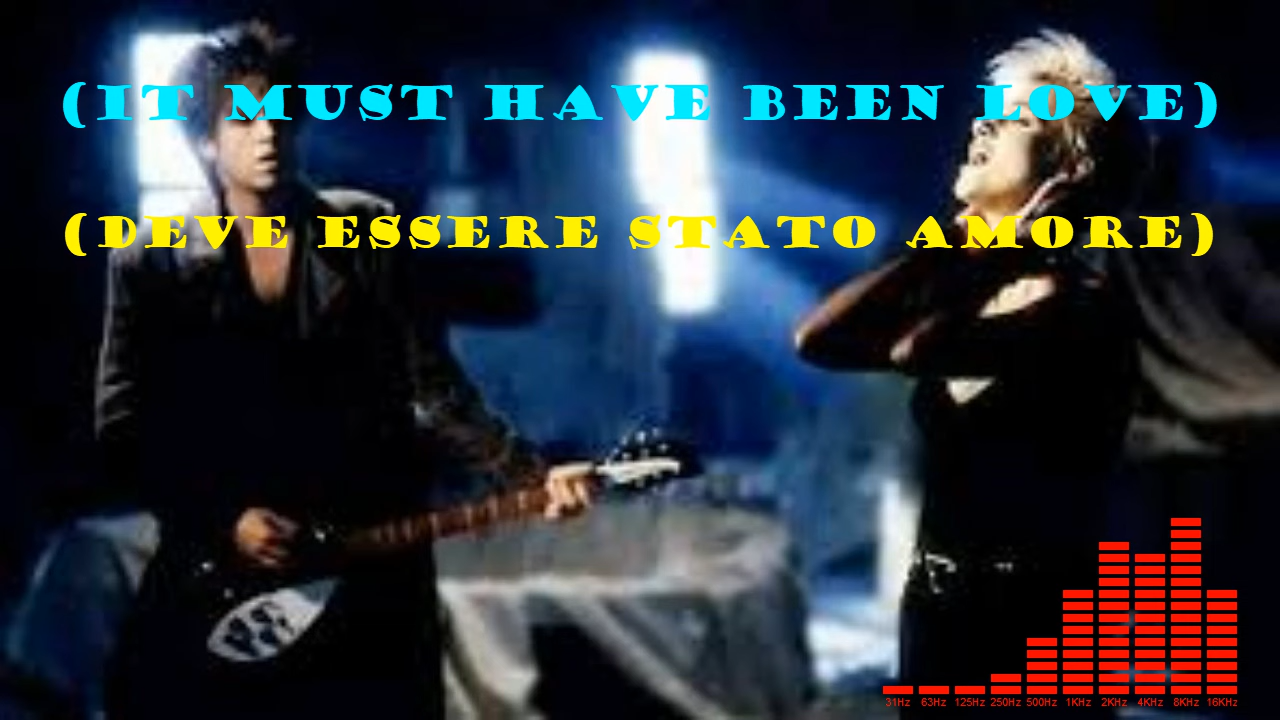 (IT MUST HAVE BEEN LOVE)
(DEVE ESSERE STATO AMORE)
31Hz 63Hz 125Hz 250Hz 500Hz 1KHz 2KHz 4KHz 8KHz 16KHz